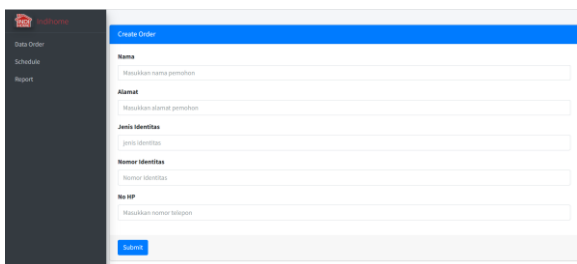 IndiHome
Data Order
Schedule
Report
Create Order
Nama
Masukkan nama pemohon
Alamat
Masukkan alamat pemohon
Jenis Identitas
jenis identitas
Nomor Identitas
Nomor identitas
No HP
Masukkan nomor telepon
Submit